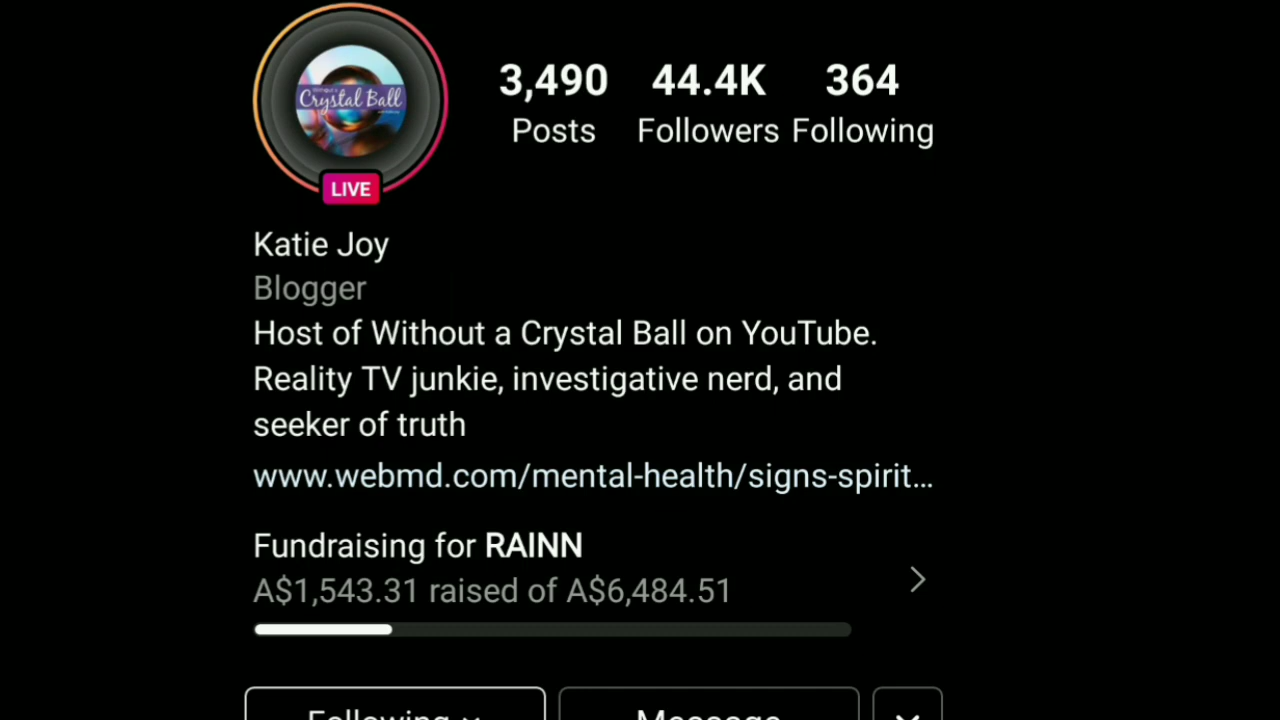 Without a
Crystal Ball
LIVE
3,490 44.4K 364
Posts Followers Following
Katie Joy
Blogger
Host of Without a Crystal Ball on YouTube.
Reality TV junkie, investigative nerd, and
seeker of truth
www.webmd.com/mental-health/signs-spirit...
Fundraising for RAINN
A$1,543.31 raised of A$6,484.51
Following Message